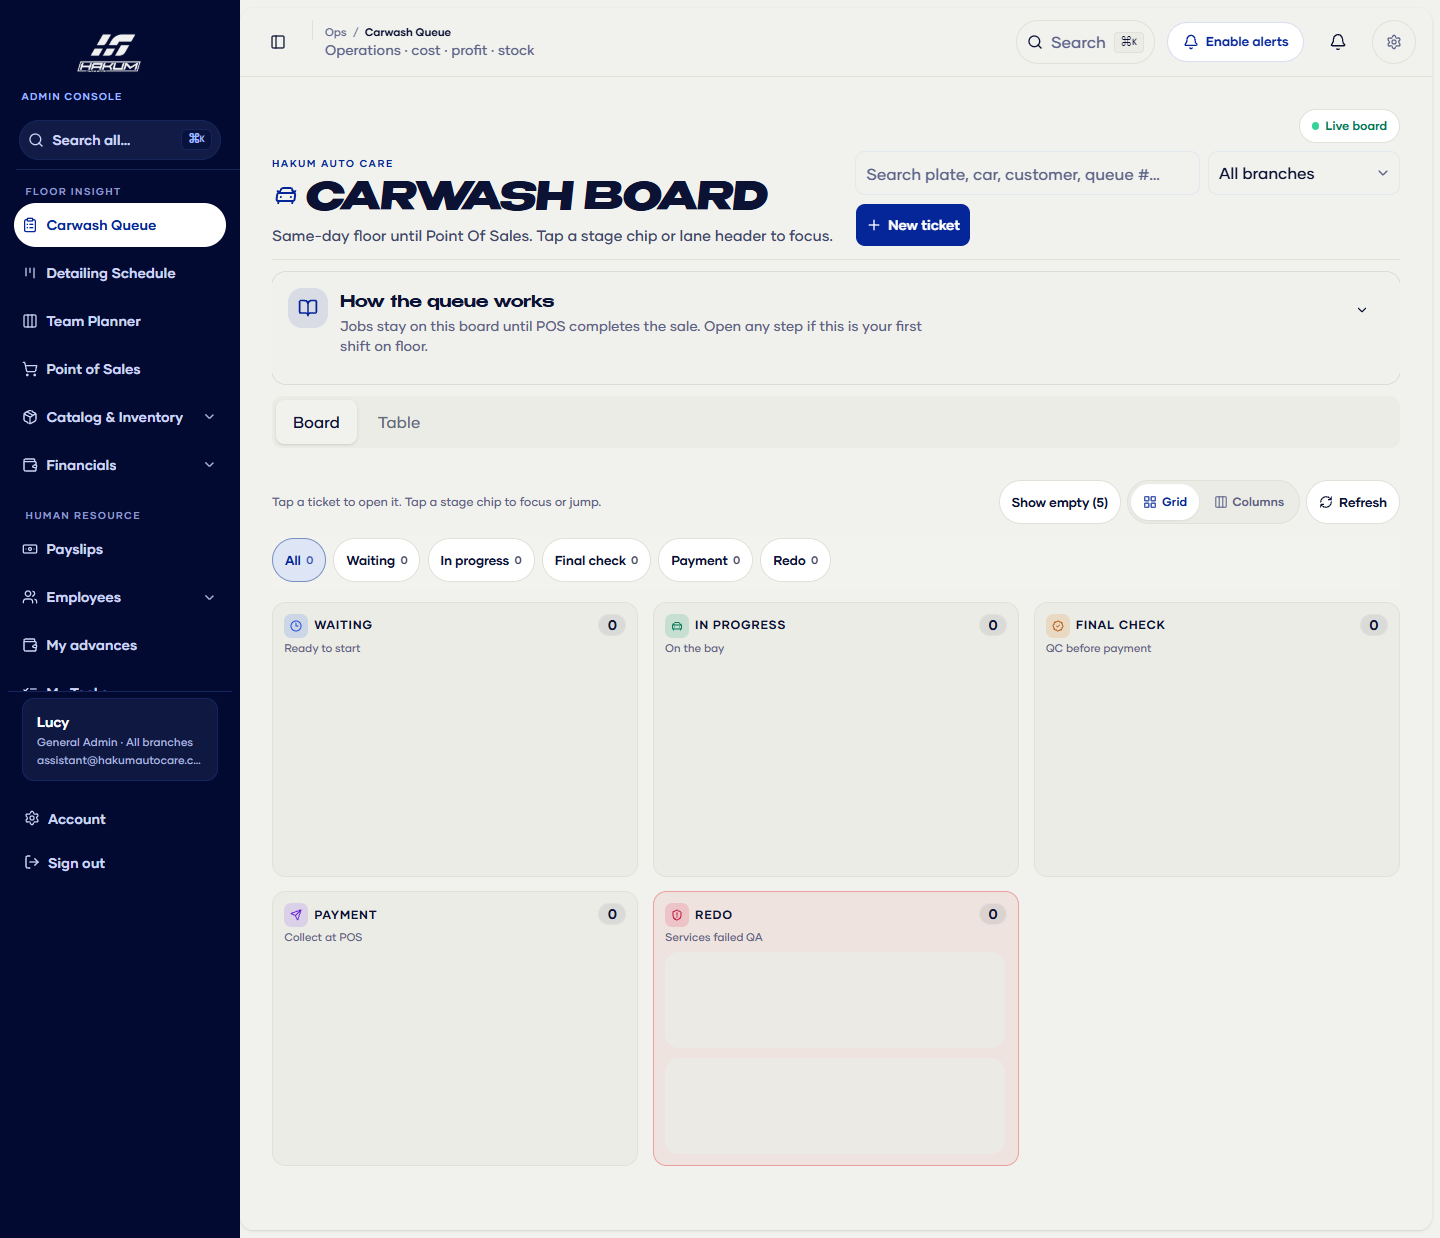 HAKUM
ADMIN CONSOLE
Search all... ⌘K
FLOOR INSIGHT
Carwash Queue
Detailing Schedule
Team Planner
Point of Sales
Catalog & Inventory
Financials
HUMAN RESOURCE
Payslips
Employees
My advances
Lucy
General Admin · All branches
assistant@hakumautocare.c...
Account
Sign out
Ops / Carwash Queue
Operations · cost · profit · stock
Search ⌘K
Enable alerts
Live board
HAKUM AUTO CARE
CARWASH BOARD
Same-day floor until Point Of Sales. Tap a stage chip or lane header to focus.
Search plate, car, customer, queue #...
All branches
New ticket
How the queue works
Jobs stay on this board until POS completes the sale. Open any step if this is your first
shift on floor.
Board Table
Tap a ticket to open it. Tap a stage chip to focus or jump.
Show empty (5)
Grid
Columns
Refresh
All 0
Waiting 0
In progress 0
Final check 0
Payment 0
Redo 0
WAITING 0
Ready to start
IN PROGRESS 0
On the bay
FINAL CHECK 0
QC before payment
PAYMENT 0
Collect at POS
REDO 0
Services failed QA